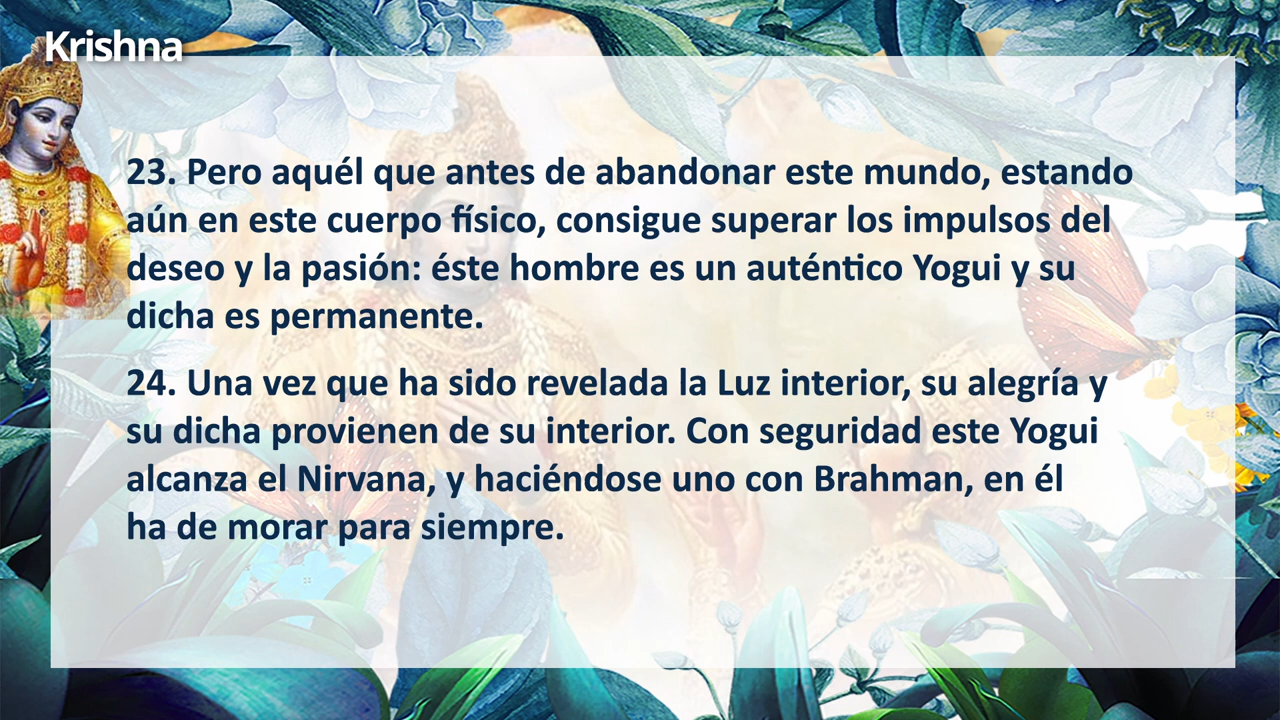 Krishna
23. Pero aquél que antes de abandonar este mundo, estando
aún en este cuerpo físico, consigue superar los impulsos del
deseo y la pasión: éste hombre es un auténtico Yogui y su
dicha es permanente.
24. Una vez que ha sido revelada la Luz interior, su alegría y
su dicha provienen de su interior. Con seguridad este Yogui
alcanza el Nirvana, y haciéndose uno con Brahman, en él
ha de morar para siempre.